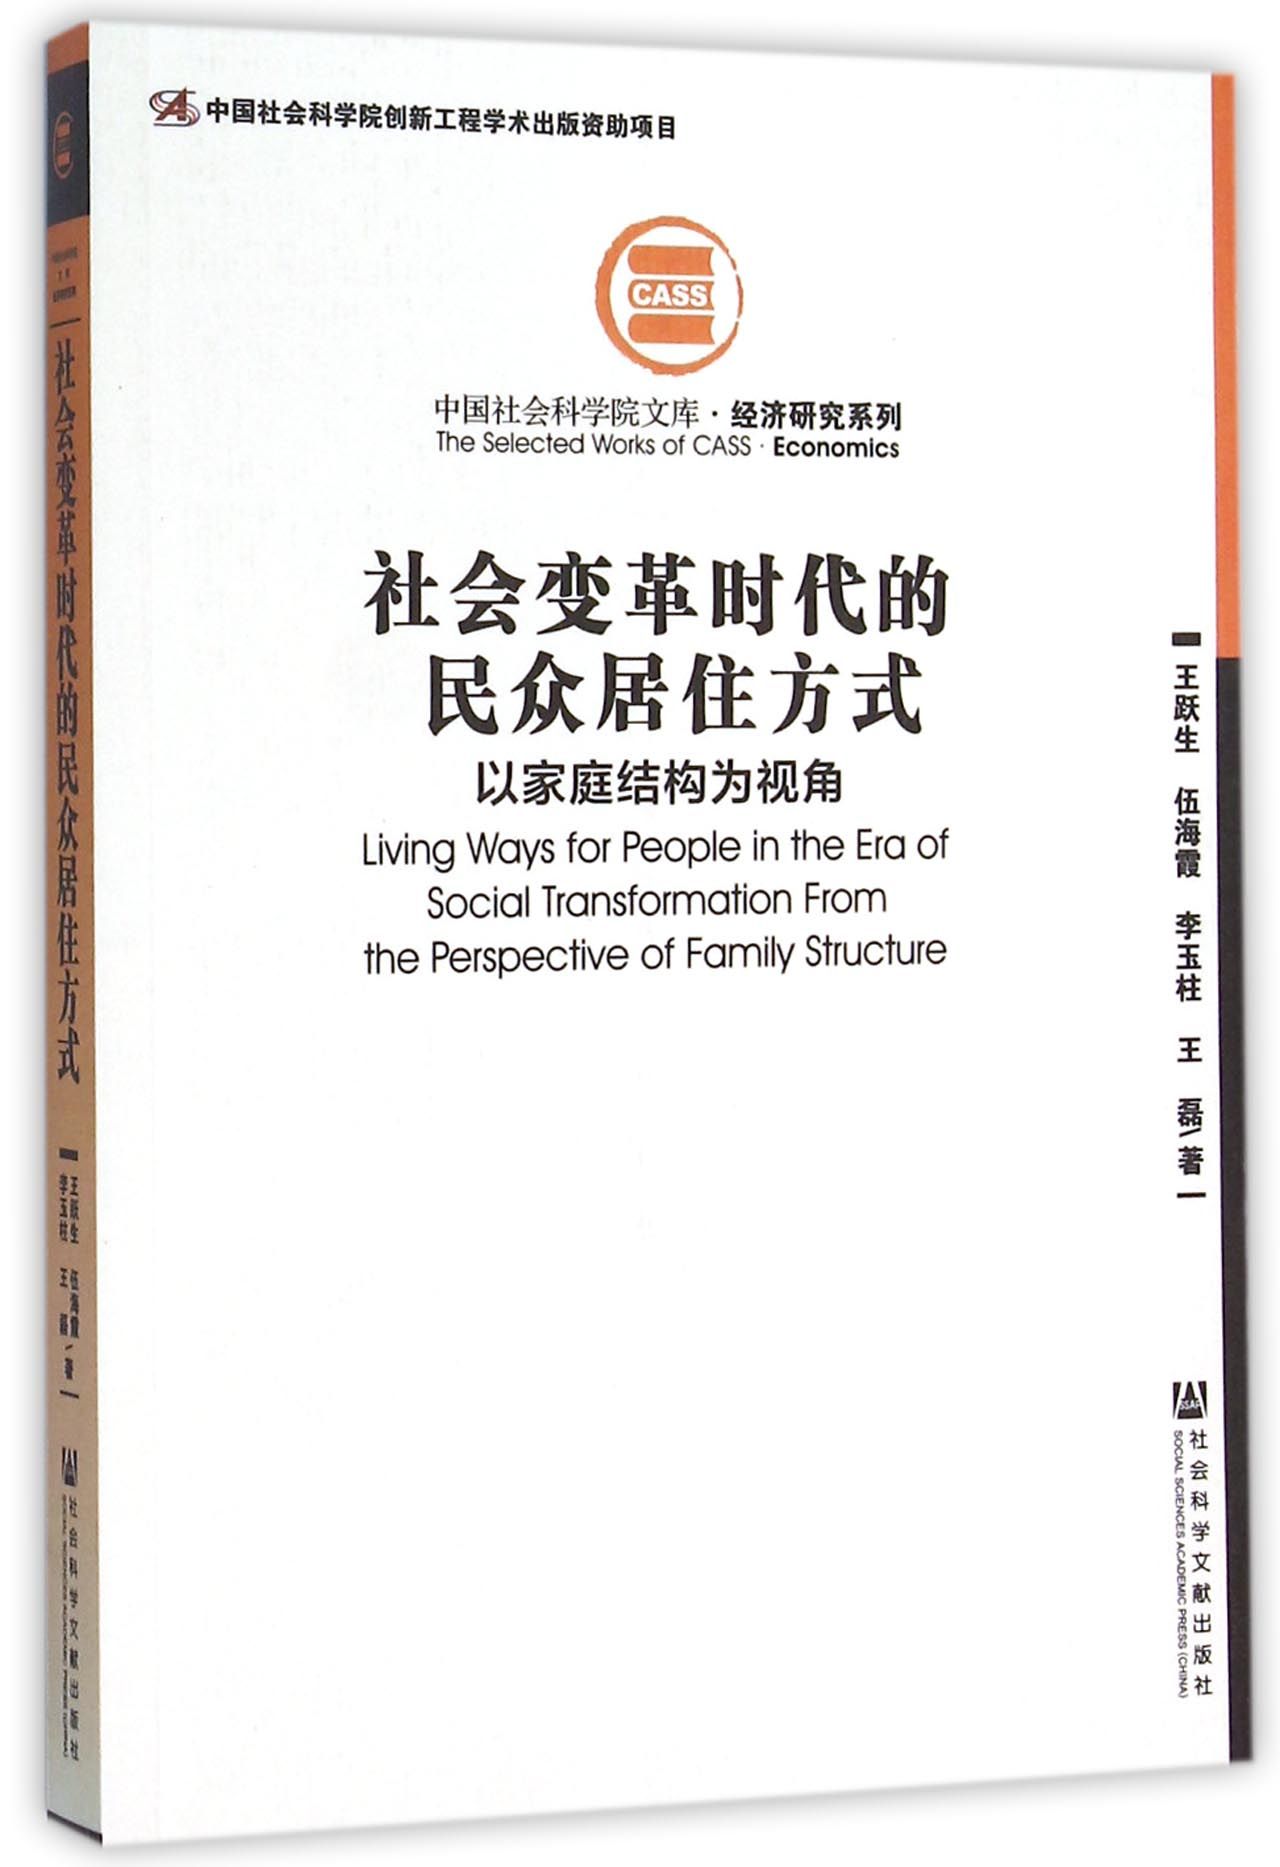 中国社会科学院创新工程学术出版资助项目
CASS
中国社会科学院文库·经济研究系列
The Selected Works of CASS · Economics
社会变革时代的
民众居住方式
以家庭结构为视角
Living Ways for People in the Era of
Social Transformation From
the Perspective of Family Structure
王跃生 伍海霞 李玉柱 王 磊/著
SSAP
社会科学文献出版社
SOCIAL SCIENCES ACADEMIC PRESS (CHINA)
社会变革时代的民众居住方式
王跃生 伍海霞
李玉柱 王 磊/著
社会科学文献出版社